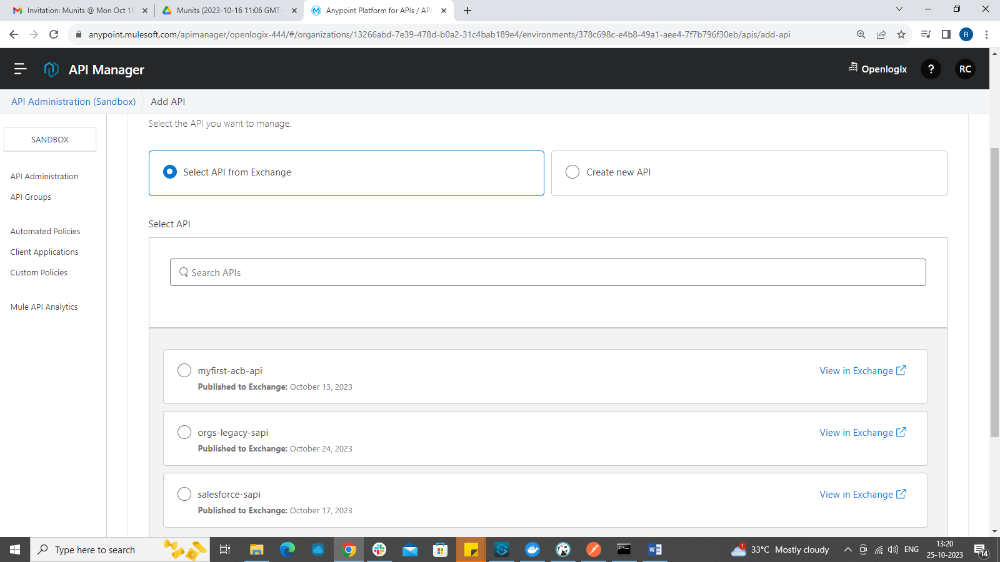 Invitation: Munits @ Mon Oct 16
Munits (2023-10-16 11:06 GMT-
Anypoint Platform for APIs / API
anypoint.mulesoft.com/apimanager/openlogix-444/#/organizations/13266abd-7e39-478d-b0a2-31c4bab189e4/environments/378c698c-e4b8-49a1-aee4-7f7b796f30eb/apis/add-api
R
API Manager
Openlogix
?
RC
API Administration (Sandbox)
Add API
SANDBOX
API Administration
API Groups
Automated Policies
Client Applications
Custom Policies
Mule API Analytics
Select the API you want to manage.
Select API from Exchange
Create new API
Select API
Search APIs
myfirst-acb-api
View in Exchange
Published to Exchange: October 13, 2023
orgs-legacy-sapi
View in Exchange
Published to Exchange: October 24, 2023
salesforce-sapi
View in Exchange
Published to Exchange: October 17, 2023
Type here to search
1
33°C Mostly cloudy
ENG
13:20
25-10-2023
14